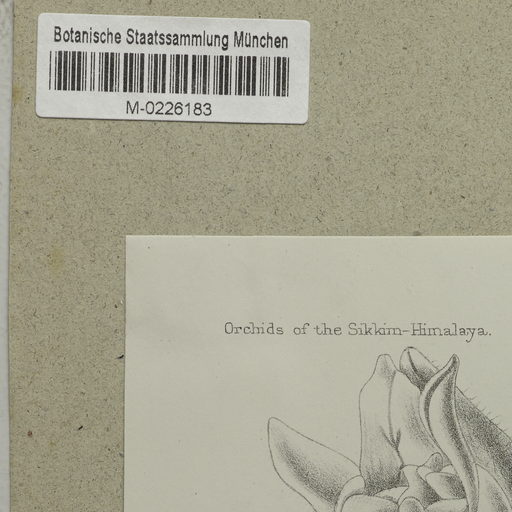 Botanische Staatssammlung München
M-0226183
Orchids of the Sikkim-Himalaya.